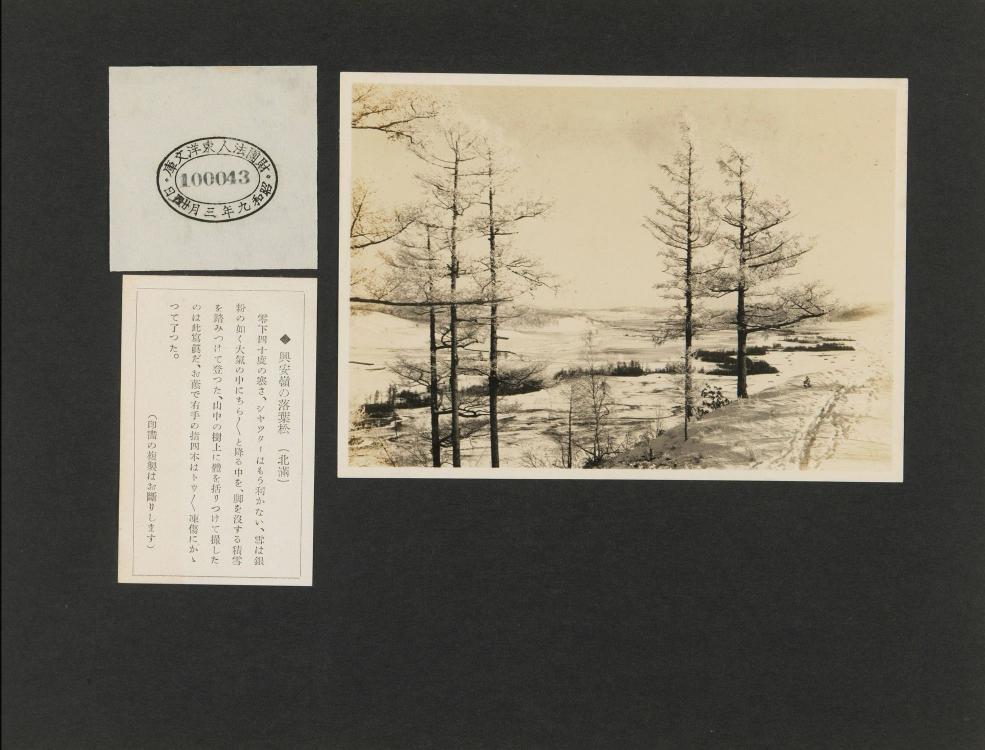 財團法人東洋文庫
100043
昭和九年三月廿日
◆ 興安嶺の落葉松 (北滿)
零下四十度の寒さ、シヤツターはもう利かない、雪は銀
粉の如く大氣の中にちら〳〵と降る中を、脚を沒する積雪
を踏みつけて登つた、山中の樹上に體を括りつけて撮した
のは此寫眞だ、お蔭で右手の指四本はトウ〳〵凍傷にかゝ
つて了つた。
(印畵の複製はお斷りします)